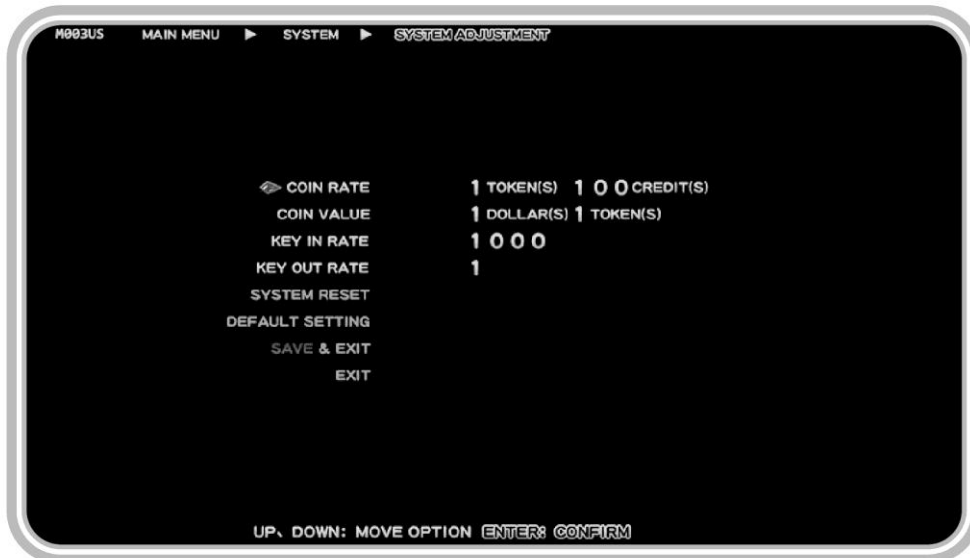 M003US MAIN MENU ▶ SYSTEM ▶ SYSTEM ADJUSTMENT
COIN RATE 1 TOKEN(S) 1 0 0 CREDIT(S)
COIN VALUE 1 DOLLAR(S) 1 TOKEN(S)
KEY IN RATE 1 0 0 0
KEY OUT RATE 1
SYSTEM RESET
DEFAULT SETTING
SAVE & EXIT
EXIT
UP、DOWN: MOVE OPTION ENTER: CONFIRM